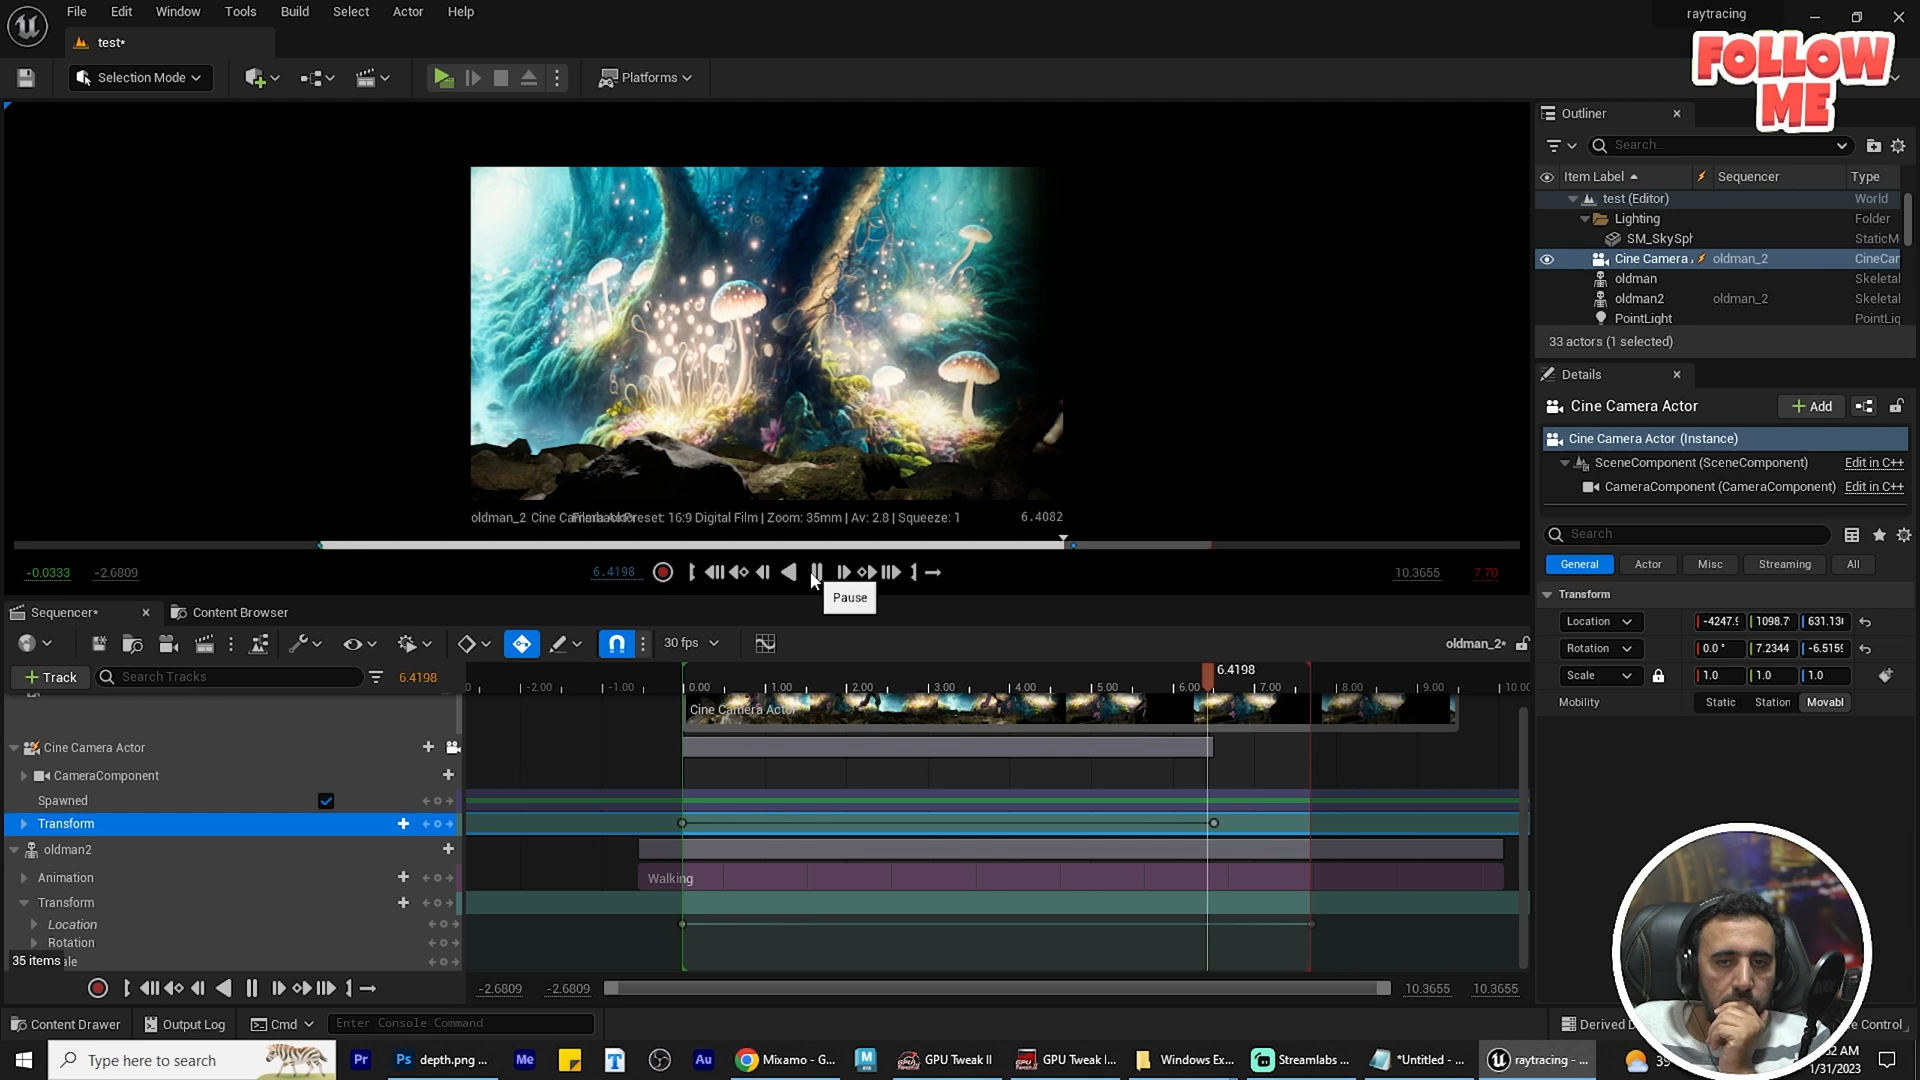 File Edit Window Tools Build Select Actor Help
raytracing
test*
FOLLOW
ME
Selection Mode
Platforms
Outliner
Search...
Item Label
Sequencer
Type
test (Editor)
World
Lighting
Folder
SM_SkySph
StaticM
Cine Camera
oldman_2
CineCar
oldman
Skeletal
oldman2
oldman_2
Skeletal
PointLight
PointLig
33 actors (1 selected)
Details
Cine Camera Actor
Add
Cine Camera Actor (Instance)
SceneComponent (SceneComponent)
Edit in C++
CameraComponent (CameraComponent)
Edit in C++
Search
General
Actor
Misc
Streaming
All
Transform
Location
-4247.9
1098.7
631.13
Rotation
0.0 °
7.2344
-6.5159
Scale
1.0
1.0
1.0
Mobility
Static
Station
Movabl
oldman_2 Cine Camera Actor Preset: 16:9 Digital Film | Zoom: 35mm | Av: 2.8 | Squeeze: 1
6.4082
-0.0333
-2.6809
6.4198
10.3655
7.70
Pause
Sequencer*
Content Browser
30 fps
oldman_2*
Track
Search Tracks
6.4198
-2.00
-1.00
0.00
1.00
2.00
3.00
4.00
5.00
6.00
7.00
8.00
9.00
10.00
6.4198
Cine Camera Actor
Cine Camera Actor
CameraComponent
Spawned
Transform
oldman2
Animation
Walking
Transform
Location
Rotation
35 items
-2.6809
-2.6809
10.3655
10.3655
Content Drawer
Output Log
Cmd
Enter Console Command
Derived D
e Control
Type here to search
Pr
Ps
depth.png ...
Me
T
Au
Mixamo - G...
GPU Tweak II
GPU Tweak I...
Windows Ex...
Streamlabs ...
*Untitled - ...
raytracing - ...
1/31/2023